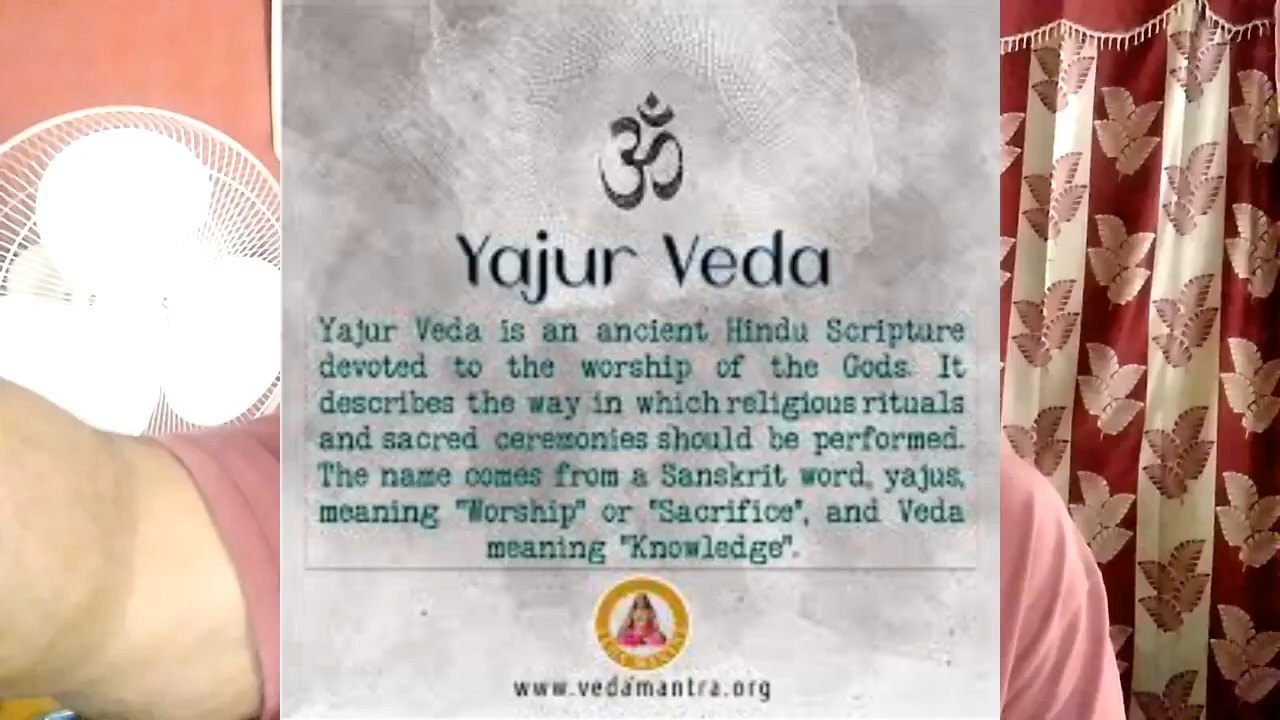 ॐ
Yajur Veda
Yajur Veda is an ancient Hindu Scripture
devoted to the worship of the Gods. It
describes the way in which religious rituals
and sacred ceremonies should be performed.
The name comes from a Sanskrit word, yajus,
meaning "Worship" or "Sacrifice", and Veda
meaning "Knowledge".
www.vedamantra.org